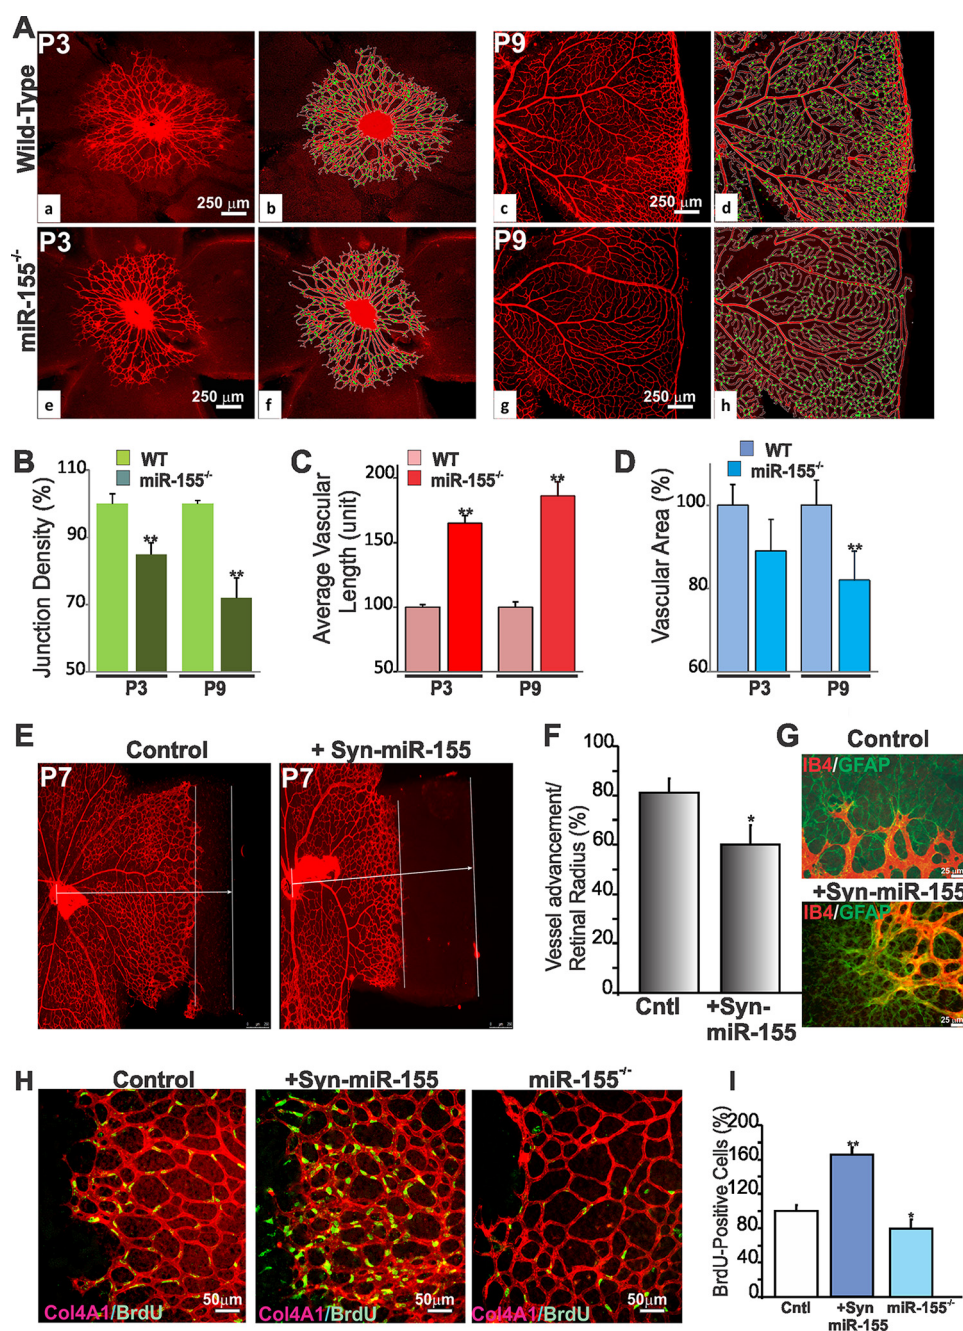 A
P3
P9
Wild-Type
a
250 µm
b
c
250 µm
d
P3
P9
miR-155-/-
e
250 µm
f
g
250 µm
h
B
WT
miR-155-/-
Junction Density (%)
110
90
70
50
**
**
P3
P9
C
WT
miR-155-/-
Average Vascular
Length (unit)
200
150
100
50
**
**
P3
P9
D
WT
miR-155-/-
Vascular Area (%)
100
80
60
**
P3
P9
E
Control
+ Syn-miR-155
P7
P7
F
Vessel advancement/
Retinal Radius (%)
100
80
60
40
20
0
*
Cntl
+Syn-
miR-155
G
Control
IB4/GFAP
25 µm
+Syn-miR-155
IB4/GFAP
25 µm
H
Control
+Syn-miR-155
miR-155-/-
Col4A1/BrdU
50µm
Col4A1/BrdU
50µm
Col4A1/BrdU
50µm
I
BrdU-Positive Cells (%)
160
120
80
40
0
**
*
Cntl
+Syn
miR-155
miR-155-/-